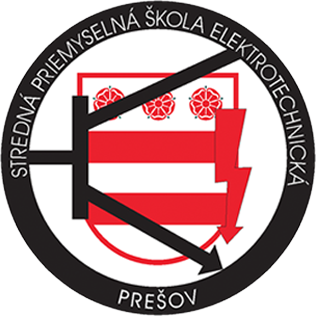 STREDNÁ PRIEMYSELNÁ ŠKOLA ELEKTROTECHNICKÁ
PREŠOV